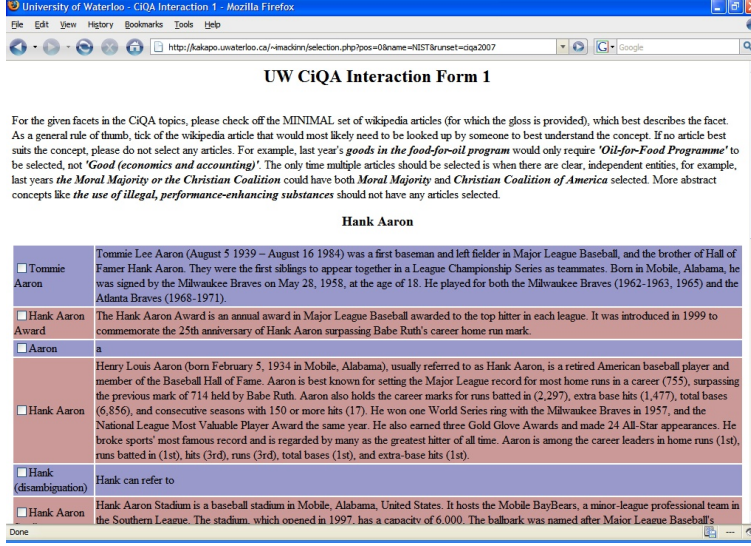 University of Waterloo - CiQA Interaction 1 - Mozilla Firefox
File Edit View History Bookmarks Tools Help
http://kakapo.uwaterloo.ca/~imackinn/selection.php?pos=0&name=NIST&runset=ciqa2007
Google
UW CiQA Interaction Form 1
For the given facets in the CiQA topics, please check off the MINIMAL set of wikipedia articles (for which the gloss is provided), which best describes the facet.
As a general rule of thumb, tick of the wikipedia article that would most likely need to be looked up by someone to best understand the concept. If no article best
suits the concept, please do not select any articles. For example, last year's goods in the food-for-oil program would only require 'Oil-for-Food Programme' to
be selected, not 'Good (economics and accounting)'. The only time multiple articles should be selected is when there are clear, independent entities, for example,
last years the Moral Majority or the Christian Coalition could have both Moral Majority and Christian Coalition of America selected. More abstract
concepts like the use of illegal, performance-enhancing substances should not have any articles selected.
Hank Aaron
Tommie
Aaron
Tommie Lee Aaron (August 5 1939 – August 16 1984) was a first baseman and left fielder in Major League Baseball, and the brother of Hall of
Famer Hank Aaron. They were the first siblings to appear together in a League Championship Series as teammates. Born in Mobile, Alabama, he
was signed by the Milwaukee Braves on May 28, 1958, at the age of 18. He played for both the Milwaukee Braves (1962-1963, 1965) and the
Atlanta Braves (1968-1971).
Hank Aaron
Award
The Hank Aaron Award is an annual award in Major League Baseball awarded to the top hitter in each league. It was introduced in 1999 to
commemorate the 25th anniversary of Hank Aaron surpassing Babe Ruth's career home run mark.
Aaron
a
Hank Aaron
Henry Louis Aaron (born February 5, 1934 in Mobile, Alabama), usually referred to as Hank Aaron, is a retired American baseball player and
member of the Baseball Hall of Fame. Aaron is best known for setting the Major League record for most home runs in a career (755), surpassing
the previous mark of 714 held by Babe Ruth. Aaron also holds the career marks for runs batted in (2,297), extra base hits (1,477), total bases
(6,856), and consecutive seasons with 150 or more hits (17). He won one World Series ring with the Milwaukee Braves in 1957, and the
National League Most Valuable Player Award the same year. He also earned three Gold Glove Awards and made 24 All-Star appearances. He
broke sports' most famous record and is regarded by many as the greatest hitter of all time. Aaron is among the career leaders in home runs (1st),
runs batted in (1st), hits (3rd), runs (3rd), total bases (1st), and extra-base hits (1st).
Hank
(disambiguation)
Hank can refer to
Hank Aaron
Hank Aaron Stadium is a baseball stadium in Mobile, Alabama, United States. It hosts the Mobile BayBears, a minor-league professional team in
the Southern League. The stadium, which opened in 1997, has a capacity of 6,000. The ballpark was named after Major League Baseball's
Done